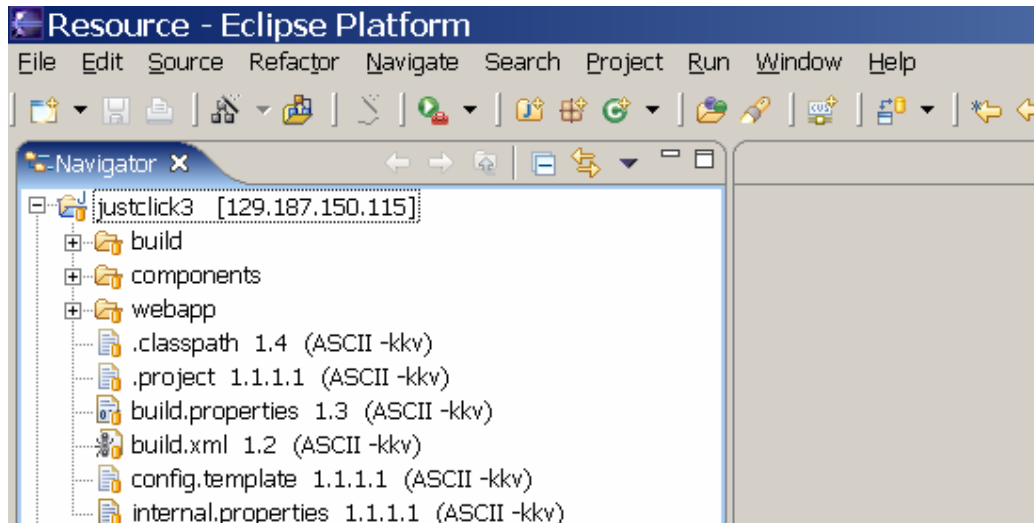 Resource - Eclipse Platform
File Edit Source Refactor Navigate Search Project Run Window Help
Navigator
justclick3 [129.187.150.115]
build
components
webapp
.classpath 1.4 (ASCII -kkv)
.project 1.1.1.1 (ASCII -kkv)
build.properties 1.3 (ASCII -kkv)
build.xml 1.2 (ASCII -kkv)
config.template 1.1.1.1 (ASCII -kkv)
internal.properties 1.1.1.1 (ASCII -kkv)